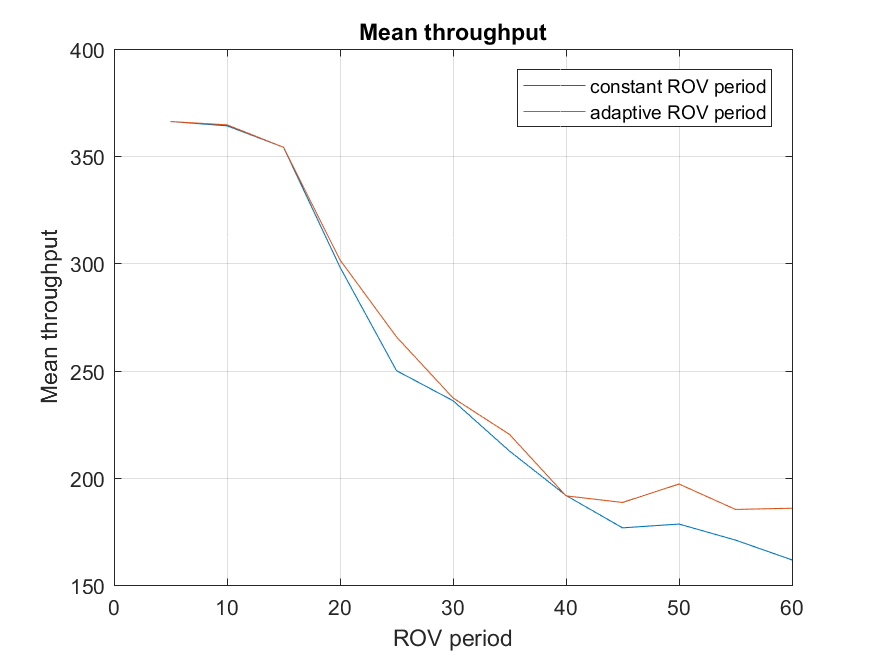 Mean throughput
400
350
300
250
200
150
Mean throughput
constant ROV period
adaptive ROV period
0 10 20 30 40 50 60
ROV period